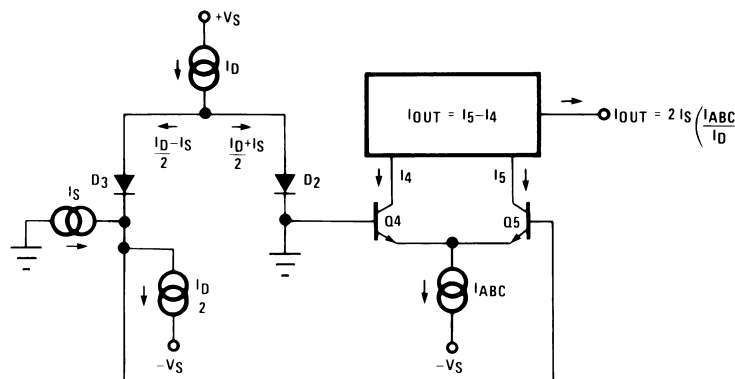 +VS
ID
ID/2 − IS
ID/2 + IS
D3
D2
IS
ID
2
−VS
IOUT = I5 − I4
IOUT = 2 IS (IABC/ID
I4
I5
Q4
Q5
IABC
−VS